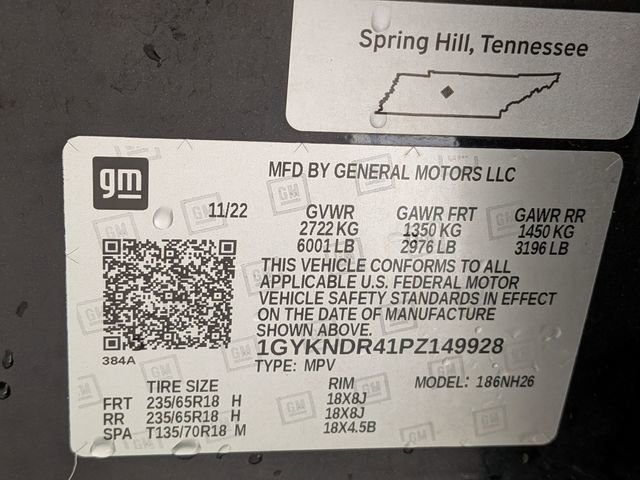 Spring Hill, Tennessee
gm
MFD BY GENERAL MOTORS LLC
11/22 GVWR GAWR FRT GAWR RR
2722 KG 1350 KG 1450 KG
6001 LB 2976 LB 3196 LB
THIS VEHICLE CONFORMS TO ALL
APPLICABLE U.S. FEDERAL MOTOR
VEHICLE SAFETY STANDARDS IN EFFECT
ON THE DATE OF MANUFACTURE
SHOWN ABOVE.
384A
1GYKNDR41PZ149928
TYPE: MPV MODEL: 186NH26
TIRE SIZE RIM
FRT 235/65R18 H 18X8J
RR 235/65R18 H 18X8J
SPA T135/70R18 M 18X4.5B